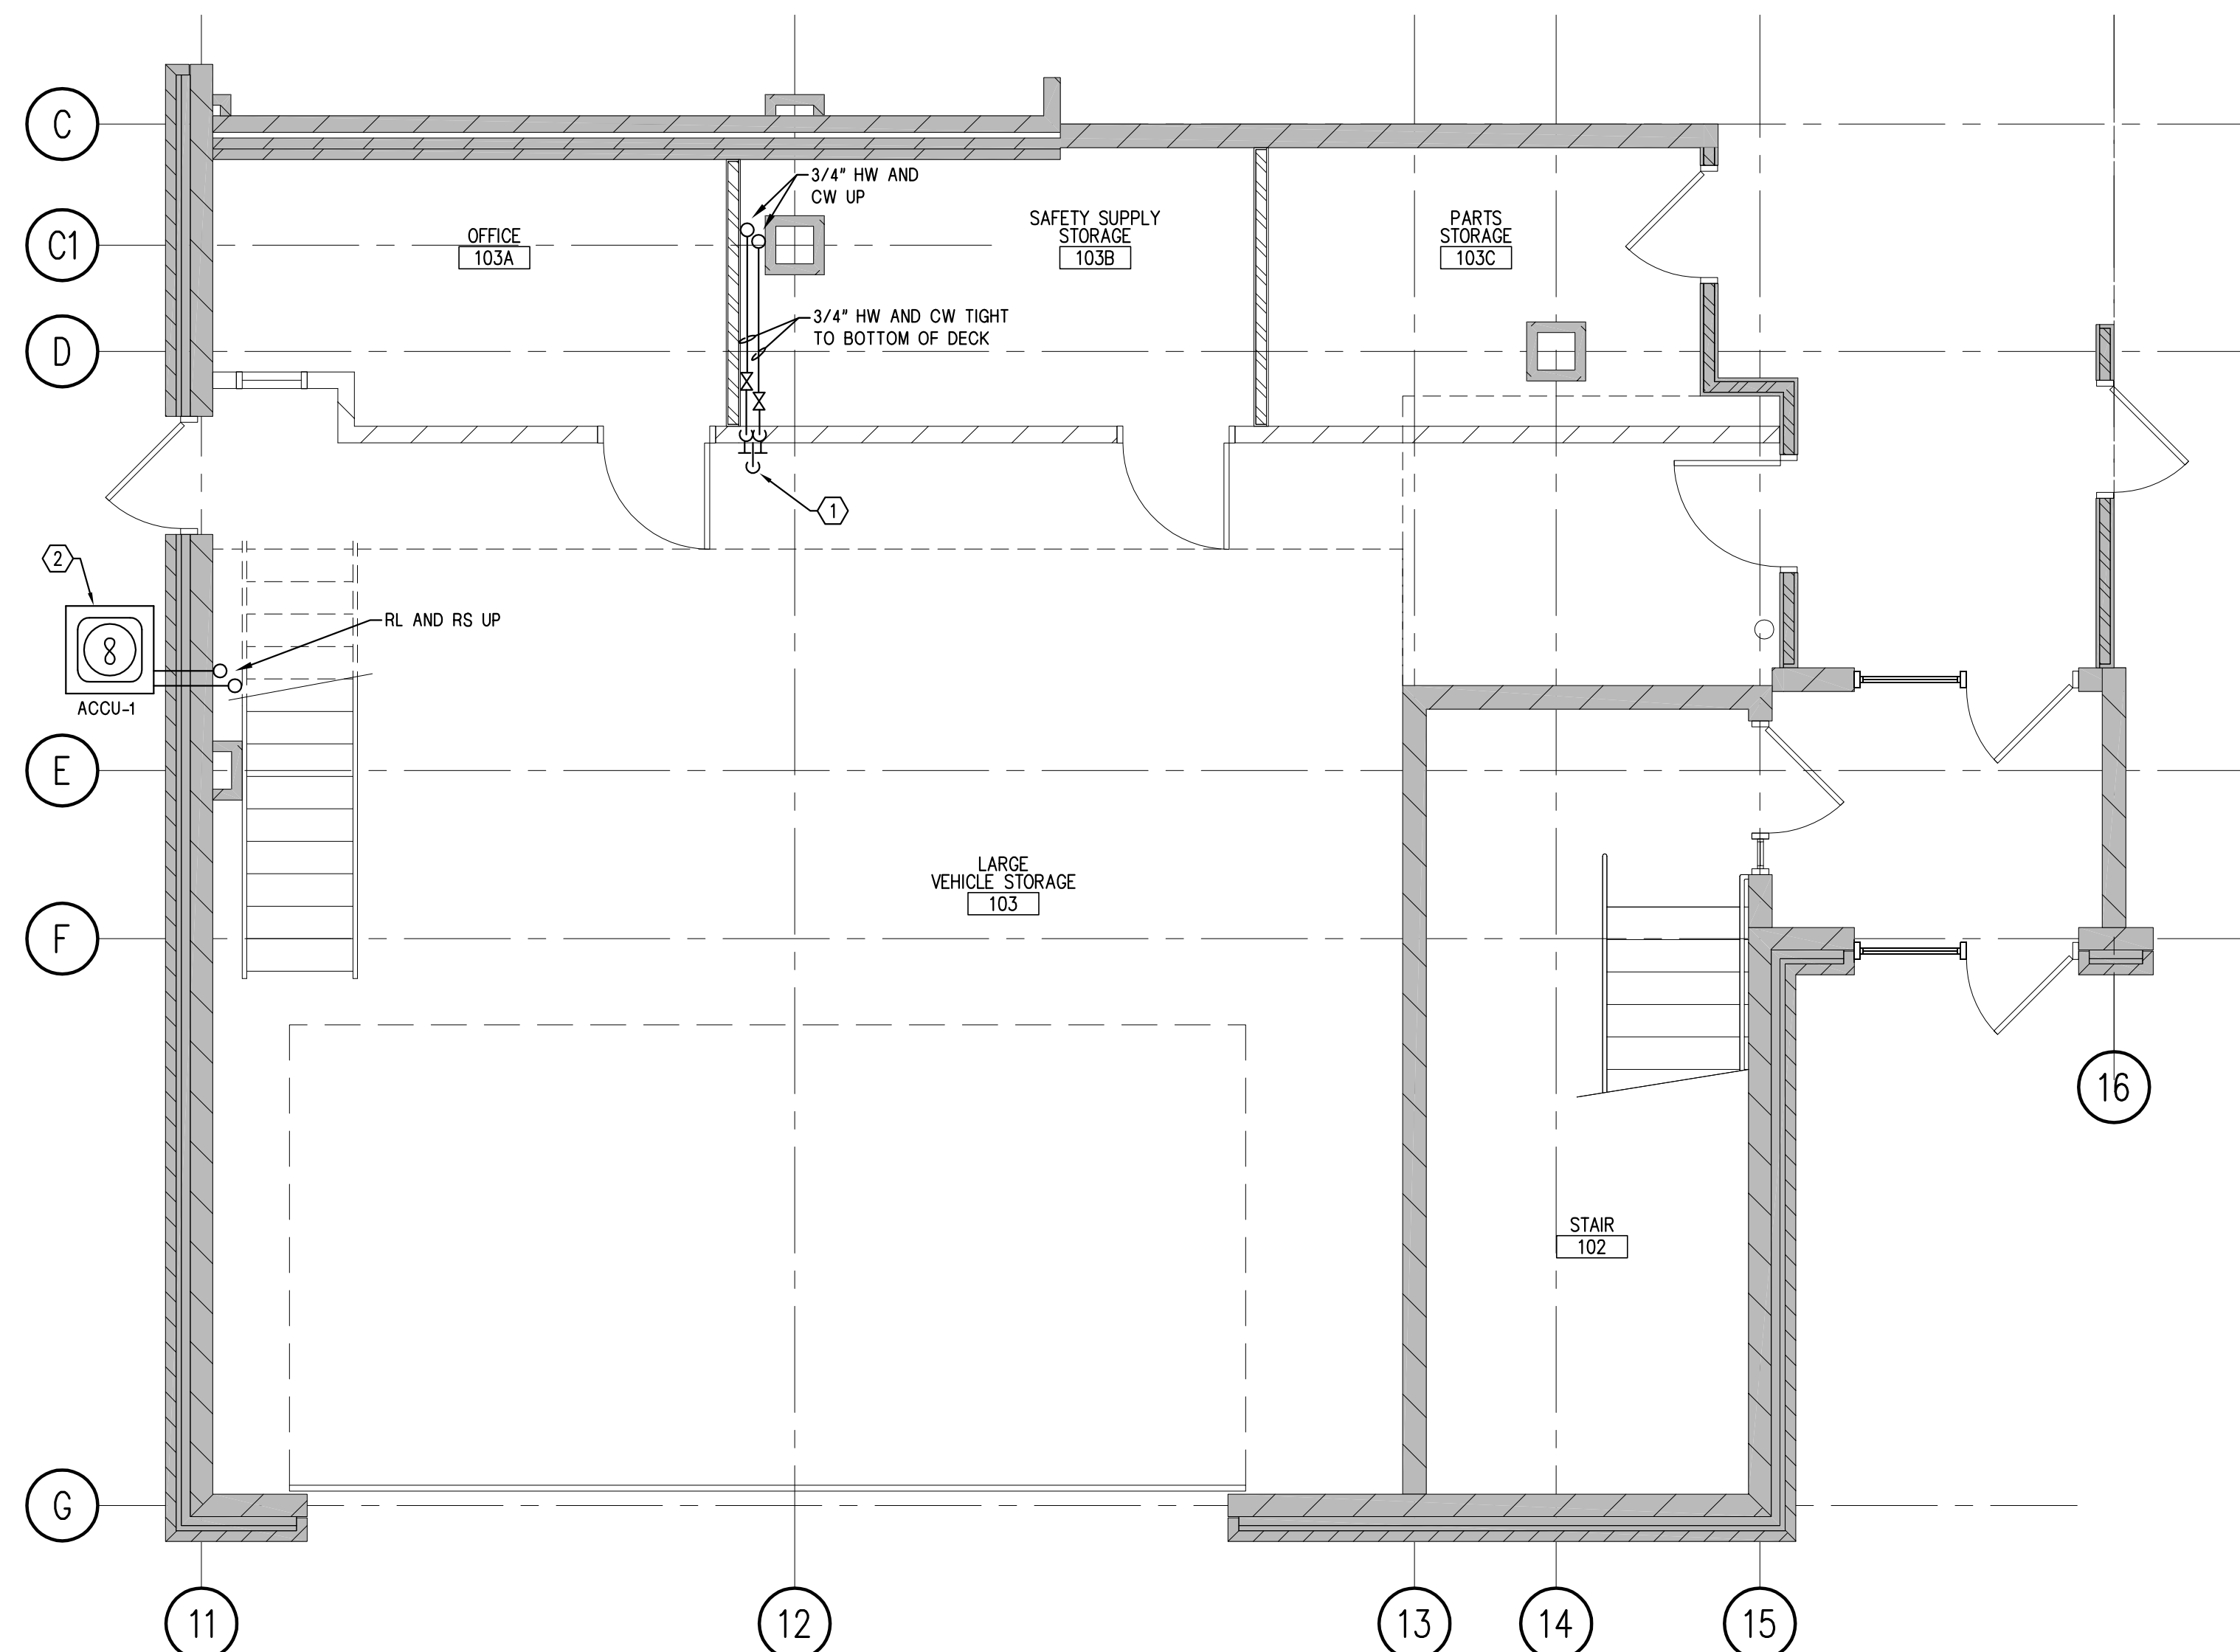 C
3/4" HW AND
CW UP
C1
OFFICE
103A
SAFETY SUPPLY
STORAGE
103B
PARTS
STORAGE
103C
3/4" HW AND CW TIGHT
TO BOTTOM OF DECK
D
1
2
RL AND RS UP
ACCU-1
E
LARGE
VEHICLE STORAGE
103
F
16
STAIR
102
G
11
12
13
14
15